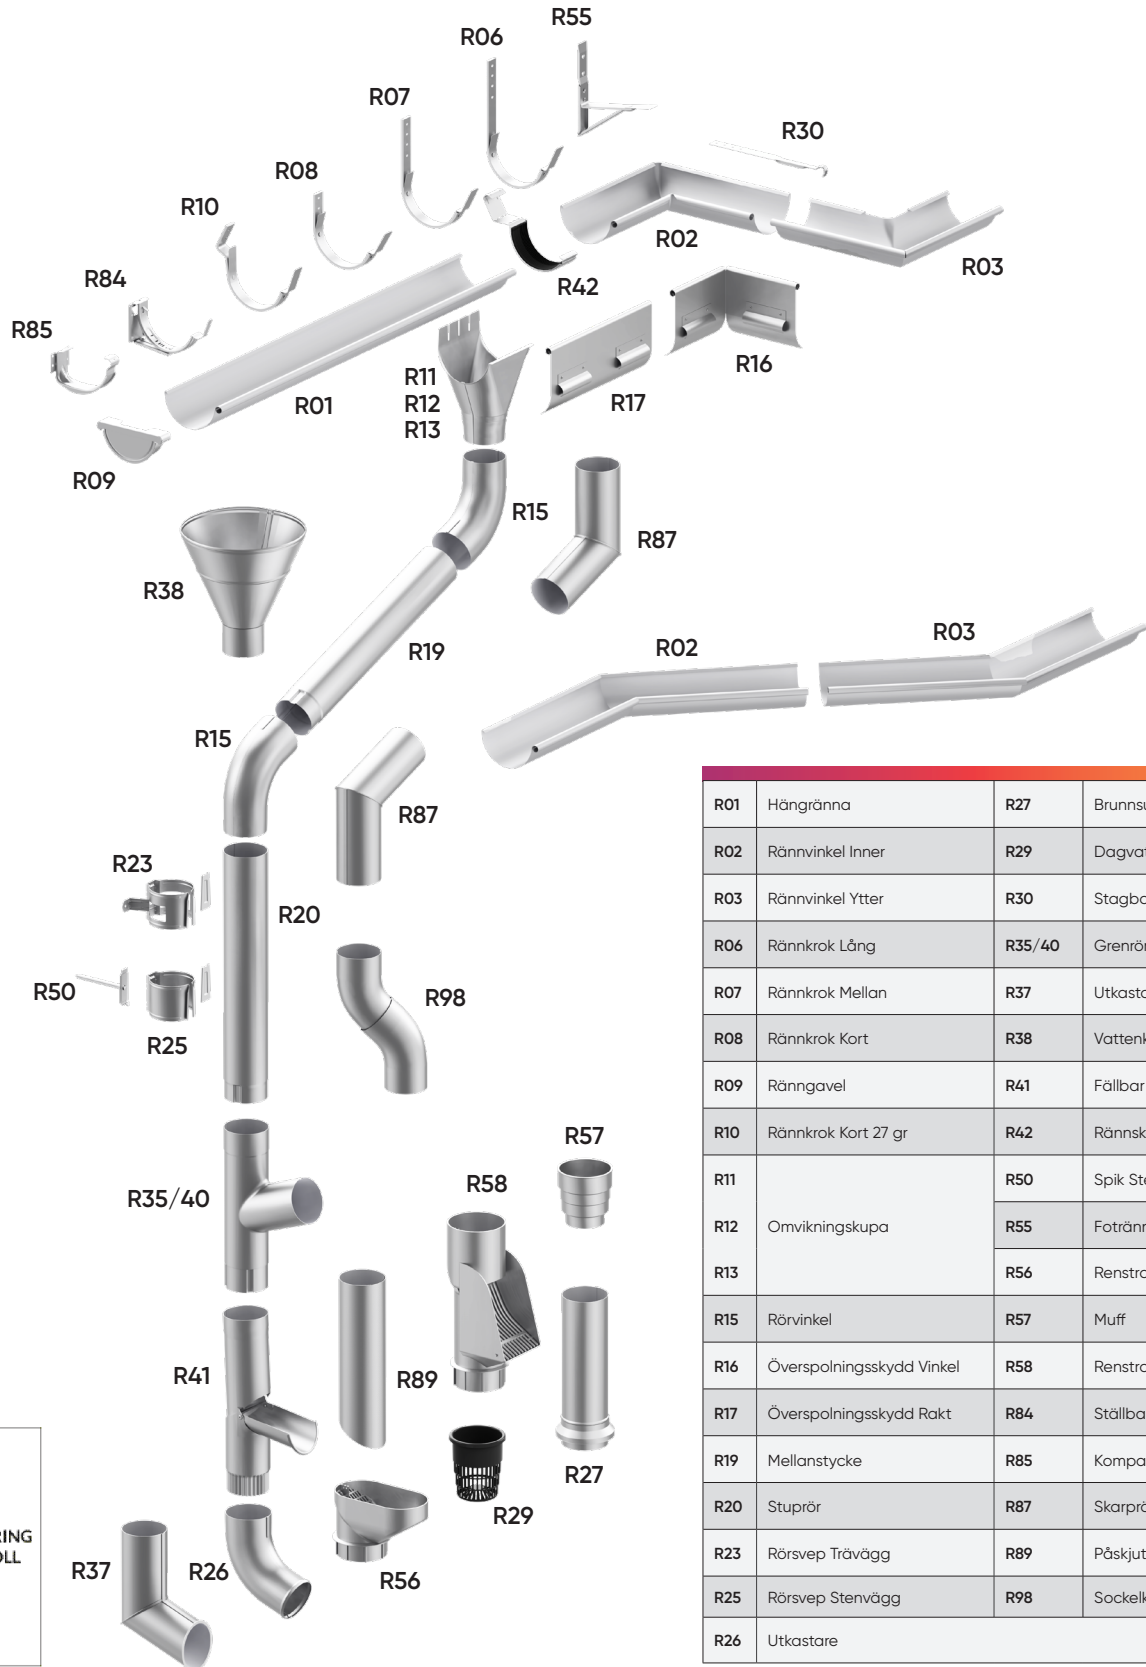 R55
R06
R07
R30
R08
R10
R02
R03
R84
R42
R85
R16
R11
R12
R13
R17
R01
R09
R15
R87
R38
R19
R02
R03
R15
R87
R23
R20
R50
R98
R25
R57
R58
R35/40
R41
R89
R27
R29
R37
R26
R56
R01 Hängränna R27
R02 Rännvinkel Inner R29
R03 Rännvinkel Ytter R30
R06 Rännkrok Lång R35/40
R07 Rännkrok Mellan R37
R08 Rännkrok Kort R38
R09 Ränngavel R41 Fällbar
R10 Rännkrok Kort 27 gr R42
R11 R50 Spik
R12 Omvikningskupa R55
R13 R56
R15 Rörvinkel R57 Muff
R16 Överspolningsskydd Vinkel R58
R17 Överspolningsskydd Rakt R84
R19 Mellanstycke R85
R20 Stuprör R87
R23 Rörsvep Trävägg R89
R25 Rörsvep Stenvägg R98
R26 Utkastare